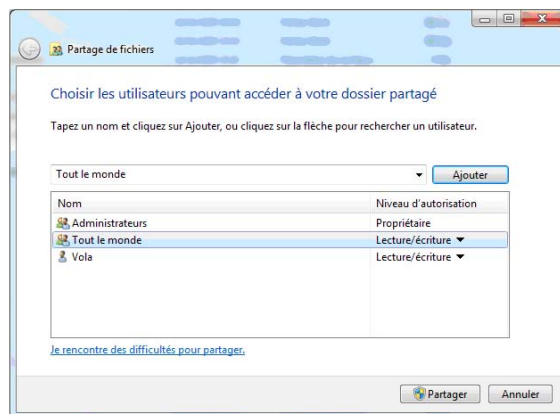 Partage de fichiers
Choisir les utilisateurs pouvant accéder à votre dossier partagé
Tapez un nom et cliquez sur Ajouter, ou cliquez sur la flèche pour rechercher un utilisateur.
Tout le monde Ajouter
Nom Niveau d'autorisation
Administrateurs Propriétaire
Tout le monde Lecture/écriture
Vola Lecture/écriture
Je rencontre des difficultés pour partager.
Partager Annuler